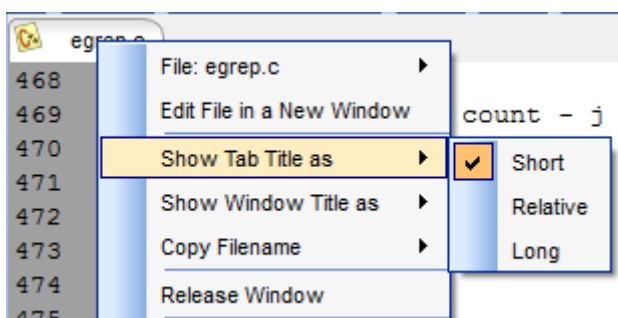 egrep.c
468
469
470
471
472
473
474
475
File: egrep.c
Edit File in a New Window
Show Tab Title as
Show Window Title as
Copy Filename
Release Window
count - j
Short
Relative
Long